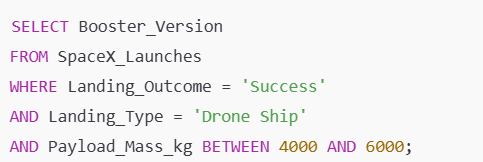 SELECT Booster_Version
FROM SpaceX_Launches
WHERE Landing_Outcome = 'Success'
AND Landing_Type = 'Drone Ship'
AND Payload_Mass_kg BETWEEN 4000 AND 6000;